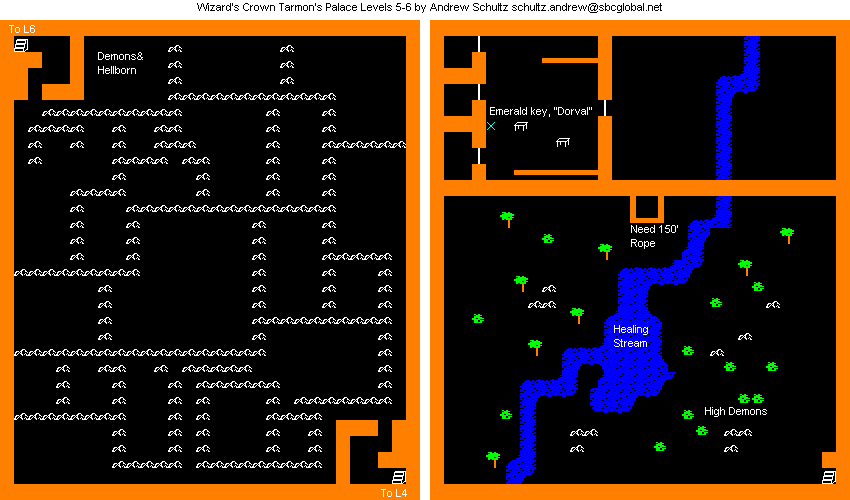 Wizard's Crown Tarmon's Palace Levels 5-6 by Andrew Schultz schultz.andrew@sbcglobal.net
To L6
Demons&
Hellborn
To L4
Emerald key, "Dorval"
Need 150'
Rope
Healing
Stream
High Demons